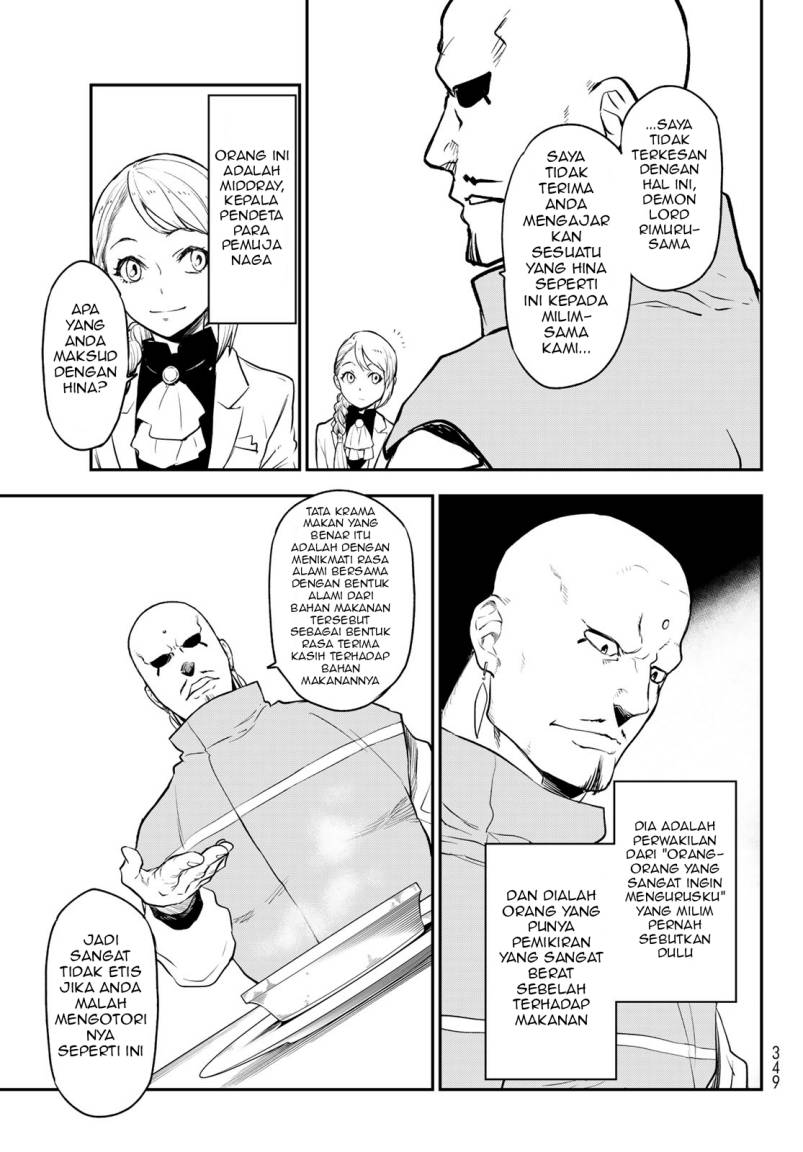 ...SAYA
TIDAK
TERKESAN
DENGAN
HAL INI,
DEMON
LORD
RIMURU-
SAMA
SAYA
TIDAK
TERIMA
ANDA
MENGAJAR
KAN
SESUATU
YANG HINA
SEPERTI
INI KEPADA
MILIM-
SAMA
KAMI...
ORANG INI
ADALAH
MIDDRAY,
KEPALA
PENDETA
PARA
PEMUJA
NAGA
APA
YANG
ANDA
MAKSUD
DENGAN
HINA?
DIA ADALAH
PERWAKILAN
DARI "ORANG-
ORANG YANG
SANGAT INGIN
MENGURUSKU"
YANG MILIM
PERNAH
SEBUTKAN
DULU
DAN DIALAH
ORANG YANG
PUNYA
PEMIKIRAN
YANG SANGAT
BERAT
SEBELAH
TERHADAP
MAKANAN
TATA KRAMA
MAKAN YANG
BENAR ITU
ADALAH DENGAN
MENIKMATI RASA
ALAMI BERSAMA
DENGAN BENTUK
ALAMI DARI
BAHAN MAKANAN
TERSEBUT
SEBAGAI BENTUK
RASA TERIMA
KASIH TERHADAP
BAHAN
MAKANANNYA
JADI
SANGAT
TIDAK ETIS
JIKA ANDA
MALAH
MENGOTORI
NYA
SEPERTI INI
349